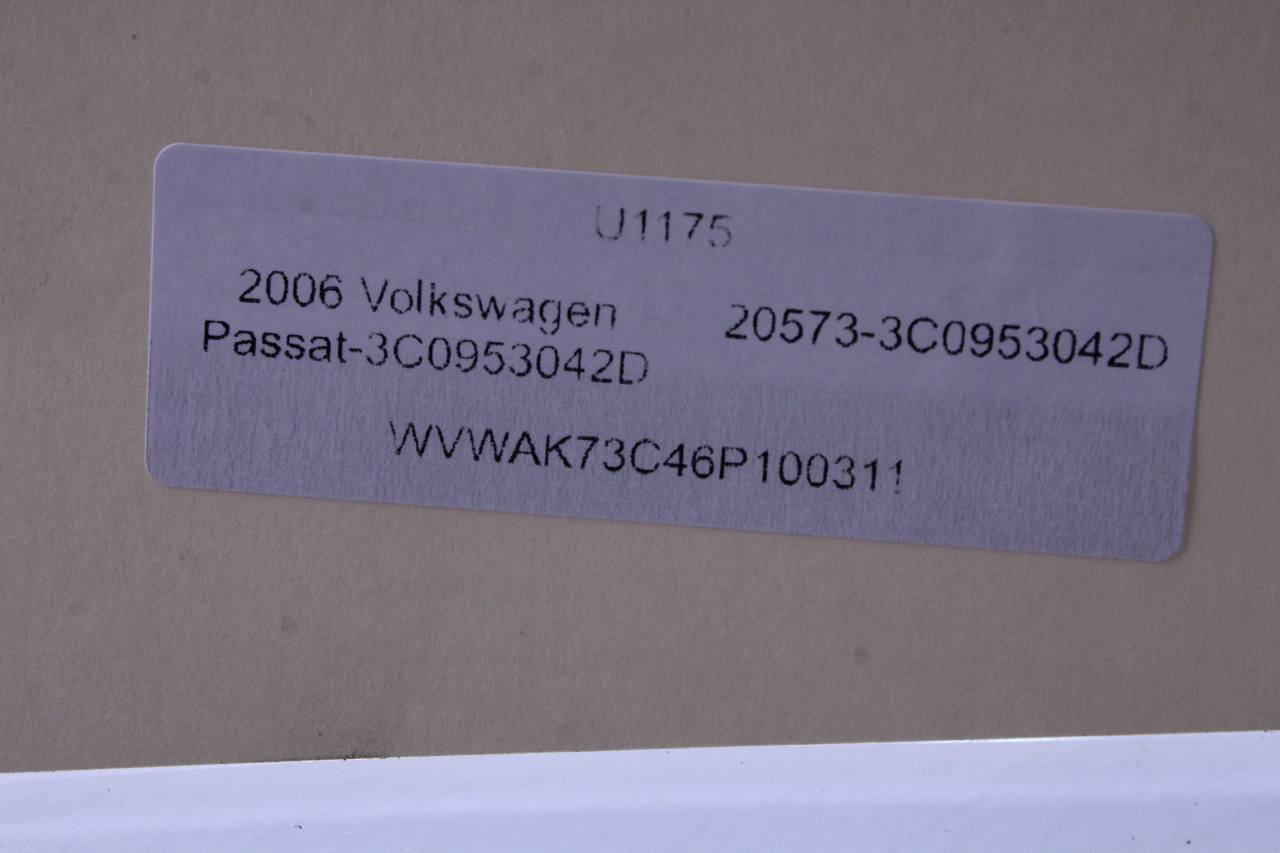 U1175
2006 Volkswagen
Passat-3C0953042D
20573-3C0953042D
WVWAK73C46P100311